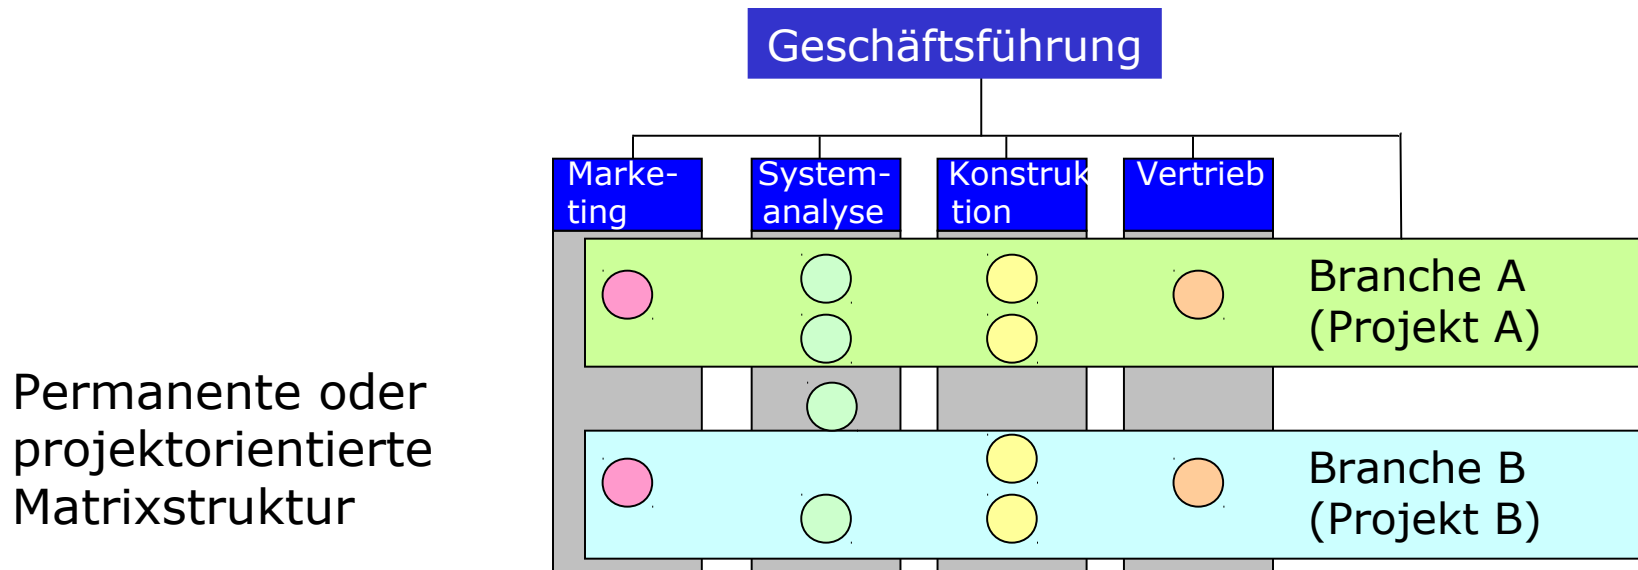 Geschäftsführung
Marke-
ting
System-
analyse
Konstruk
tion
Vertrieb
Branche A
(Projekt A)
Permanente oder
projektorientierte
Matrixstruktur
Branche B
(Projekt B)